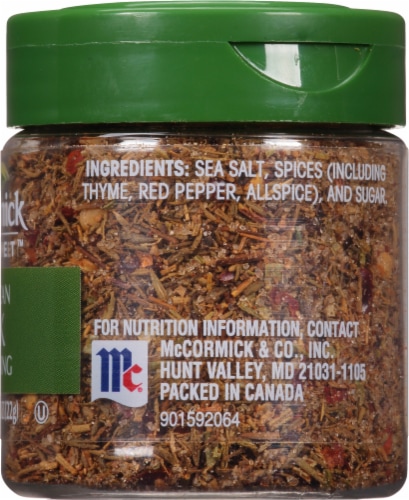 INGREDIENTS: SEA SALT, SPICES (INCLUDING
THYME, RED PEPPER, ALLSPICE), AND SUGAR.
FOR NUTRITION INFORMATION, CONTACT
McCORMICK & CO., INC.
HUNT VALLEY, MD 21031-1105
PACKED IN CANADA
901592064
Mc
U